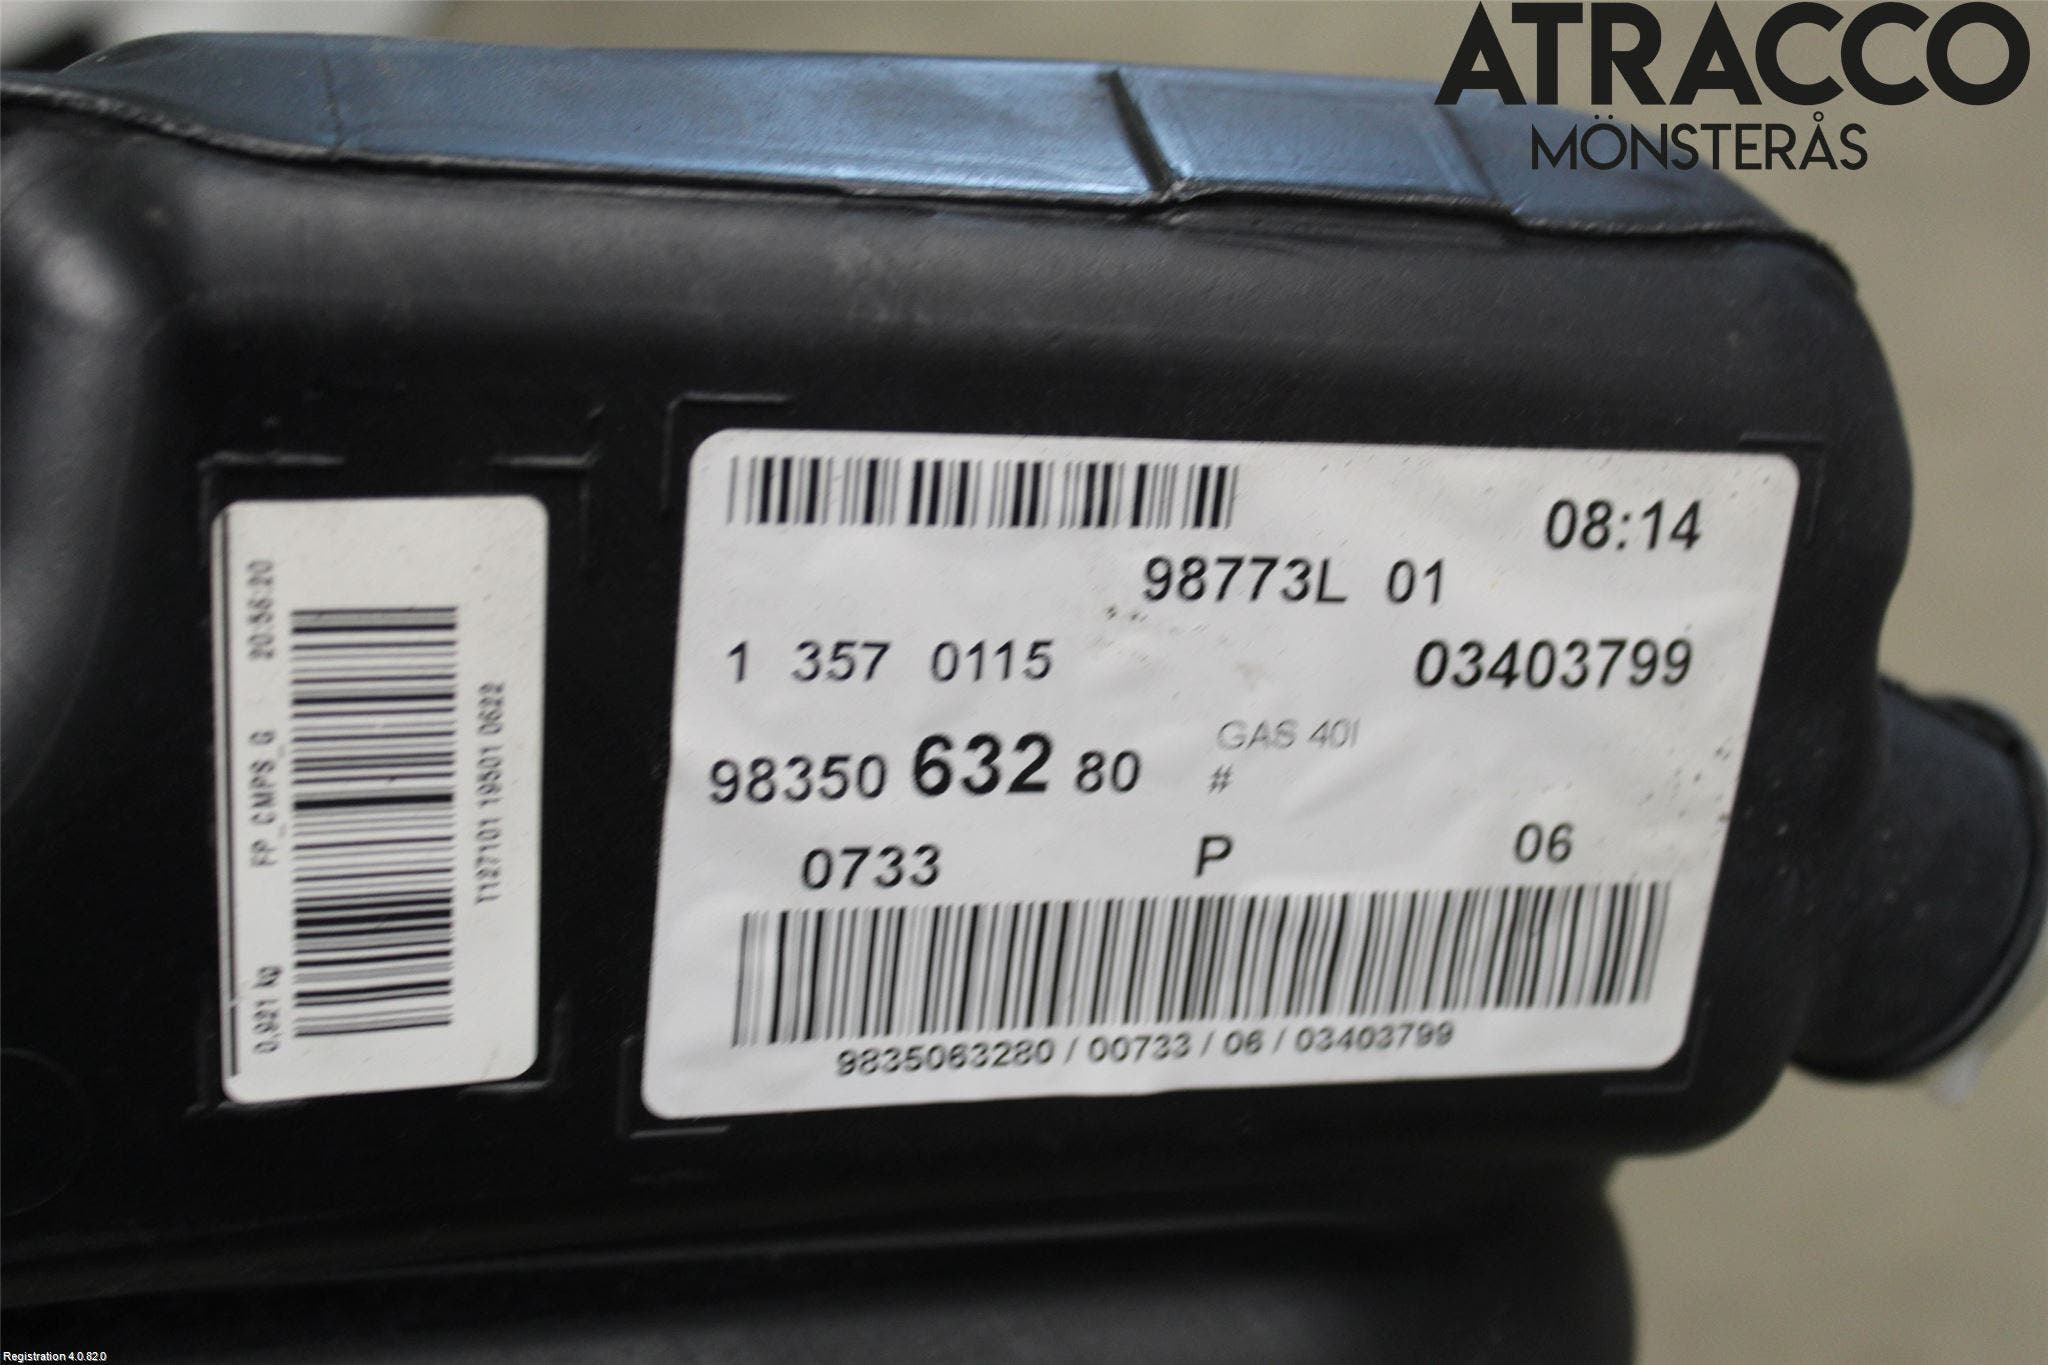 ATRACCO
MÖNSTERÅS
08:14
98773L 01
1 357 0115 03403799
98350 632 80 GAS 40l
#
0733 P 06
9835063280 / 00733 / 06 / 03403799
0,921 kg FP_CMPS_G 20:56:20
T127101 19501 0622
Registration 4.0.82.0